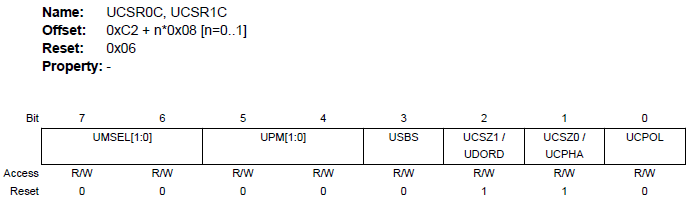 Name: UCSR0C, UCSR1C
Offset: 0xC2 + n*0x08 [n=0..1]
Reset: 0x06
Property: -
Bit 7 6 5 4 3 2 1 0
UMSEL[1:0] UPM[1:0] USBS UCSZ1 / UCSZ0 / UCPOL
UDORD UCPHA
Access R/W R/W R/W R/W R/W R/W R/W R/W
Reset 0 0 0 0 0 1 1 0